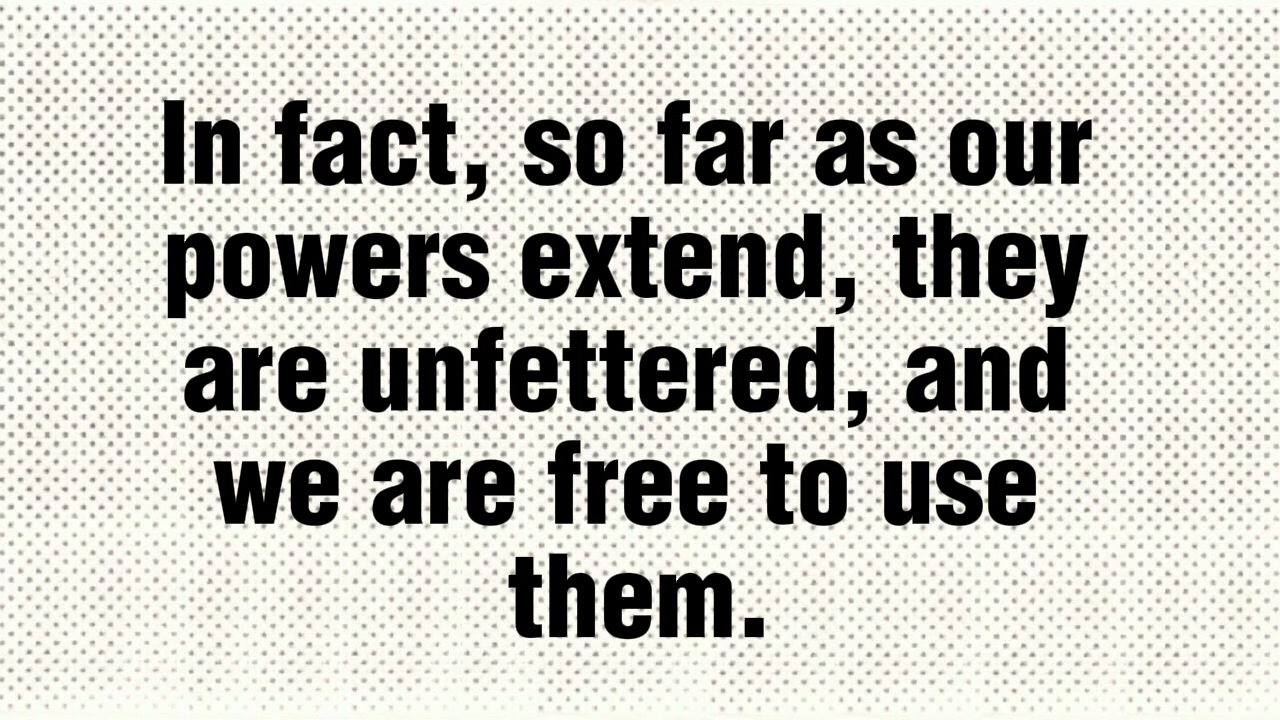 In fact, so far as our
powers extend, they
are unfettered, and
we are free to use
them.